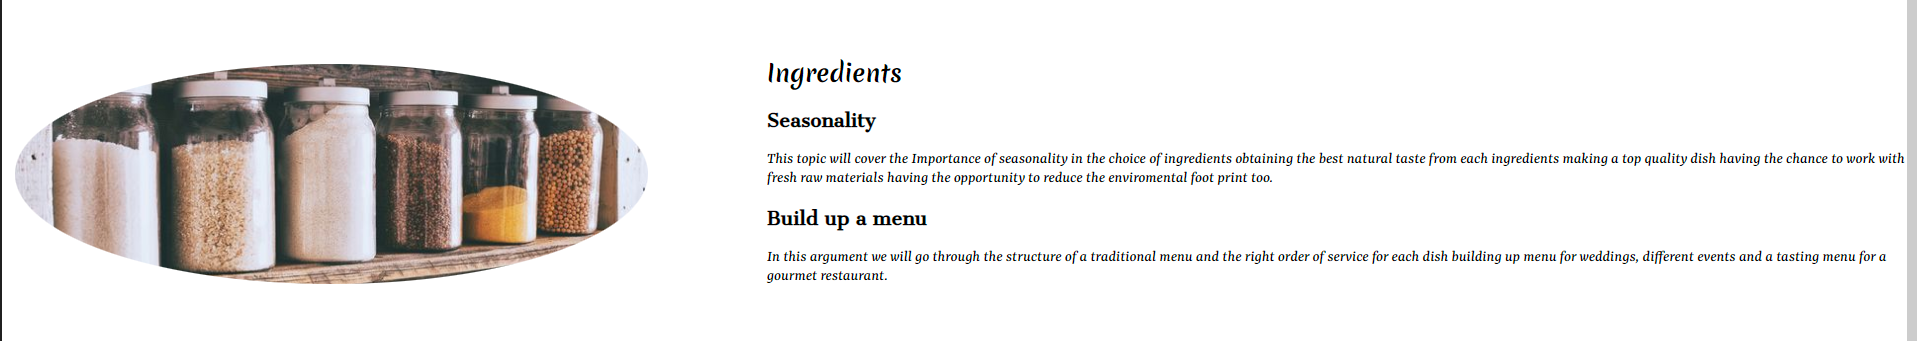 Ingredients
Seasonality
This topic will cover the Importance of seasonality in the choice of ingredients obtaining the best natural taste from each ingredients making a top quality dish having the chance to work with
fresh raw materials having the opportunity to reduce the enviromental foot print too.
Build up a menu
In this argument we will go through the structure of a traditional menu and the right order of service for each dish building up menu for weddings, different events and a tasting menu for a
gourmet restaurant.